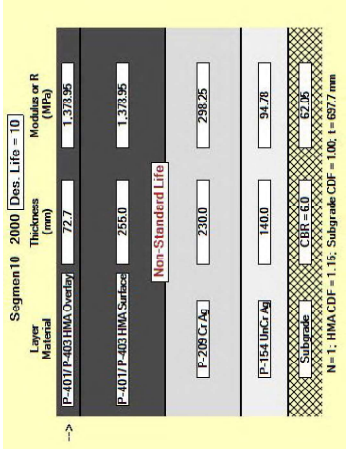 Segmen10 2000 Des. Life = 10
Layer Material Thickness (mm) Modulus or R (MPa)
--> P-401/P-403 HMA Overlay 72.7 1,378.95
P-401/P-403 HMA Surface 255.0 1,378.95
Non-Standard Life
P-209 Cr Ag 230.0 298.25
P-154 UnCr Ag 140.0 94.78
Subgrade CBR = 6.0 62.05
N = 1; HMA CDF = 1.15; Subgrade CDF = 1.00; t = 697.7 mm